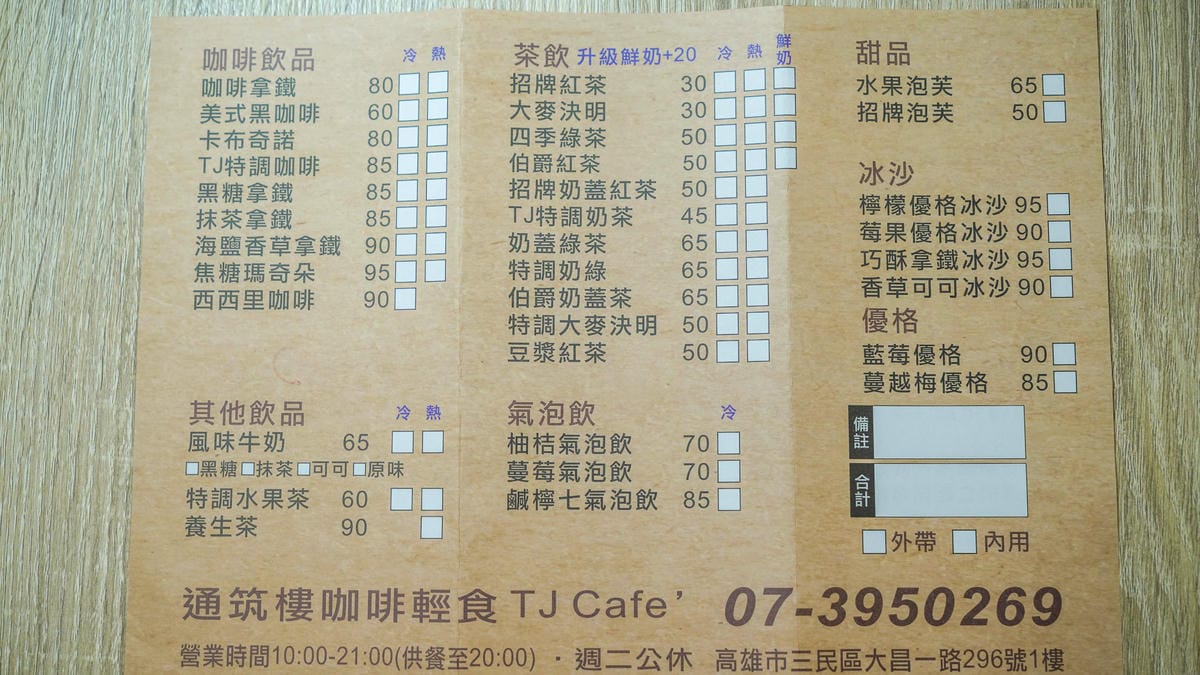 咖啡飲品 冷 熱
咖啡拿鐵 80
美式黑咖啡 60
卡布奇諾 80
TJ特調咖啡 85
黑糖拿鐵 85
抹茶拿鐵 85
海鹽香草拿鐵 90
焦糖瑪奇朵 95
西西里咖啡 90
其他飲品 冷 熱
風味牛奶 65
黑糖 抹茶 可可 原味
特調水果茶 60
養生茶 90
茶飲 升級鮮奶+20 冷 熱 鮮奶
招牌紅茶 30
大麥決明 30
四季綠茶 50
伯爵紅茶 50
招牌奶蓋紅茶 50
TJ特調奶茶 45
奶蓋綠茶 65
特調奶綠 65
伯爵奶蓋茶 65
特調大麥決明 50
豆漿紅茶 50
氣泡飲 冷
柚桔氣泡飲 70
蔓莓氣泡飲 70
鹹檸七氣泡飲 85
甜品
水果泡芙 65
招牌泡芙 50
冰沙
檸檬優格冰沙 95
莓果優格冰沙 90
巧酥拿鐵冰沙 95
香草可可冰沙 90
優格
藍莓優格 90
蔓越梅優格 85
備註
合計
外帶 內用
通筑樓咖啡輕食 TJ Cafe’ 07-3950269
營業時間10:00-21:00(供餐至20:00) ．週二公休 高雄市三民區大昌一路296號1樓